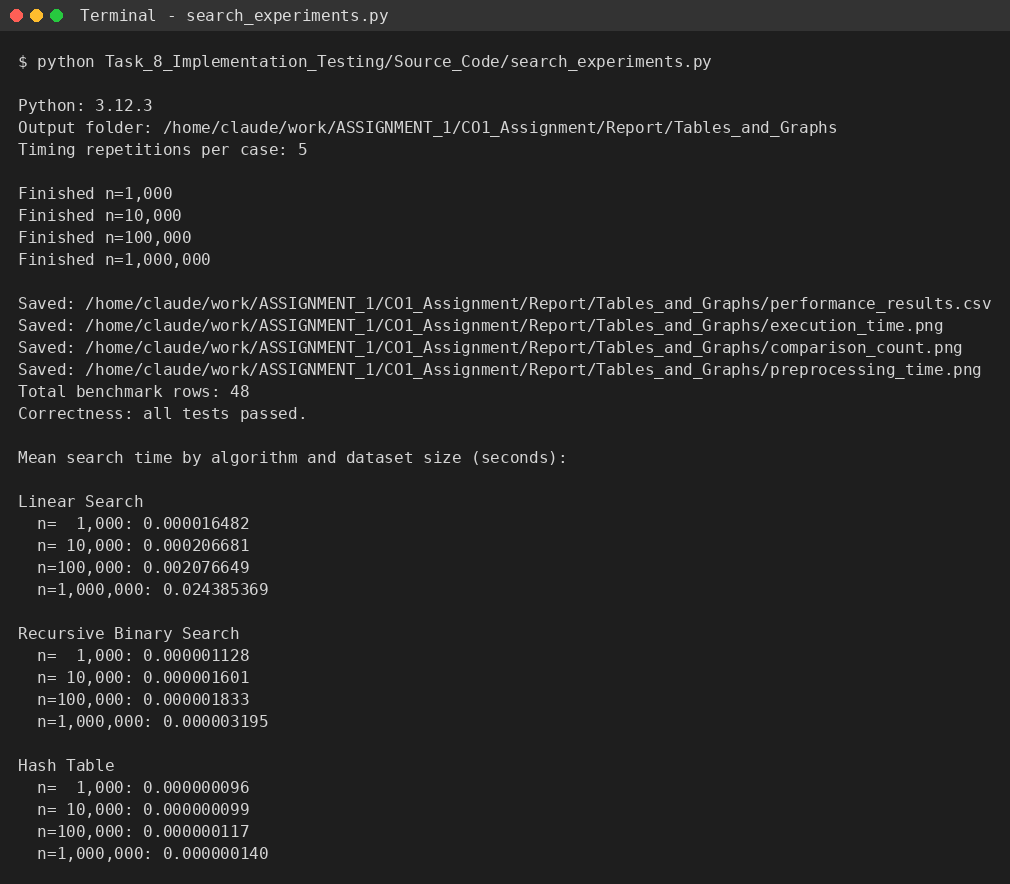 Terminal - search_experiments.py
$ python Task_8_Implementation_Testing/Source_Code/search_experiments.py
Python: 3.12.3
Output folder: /home/claude/work/ASSIGNMENT_1/CO1_Assignment/Report/Tables_and_Graphs
Timing repetitions per case: 5
Finished n=1,000
Finished n=10,000
Finished n=100,000
Finished n=1,000,000
Saved: /home/claude/work/ASSIGNMENT_1/CO1_Assignment/Report/Tables_and_Graphs/performance_results.csv
Saved: /home/claude/work/ASSIGNMENT_1/CO1_Assignment/Report/Tables_and_Graphs/execution_time.png
Saved: /home/claude/work/ASSIGNMENT_1/CO1_Assignment/Report/Tables_and_Graphs/comparison_count.png
Saved: /home/claude/work/ASSIGNMENT_1/CO1_Assignment/Report/Tables_and_Graphs/preprocessing_time.png
Total benchmark rows: 48
Correctness: all tests passed.
Mean search time by algorithm and dataset size (seconds):
Linear Search
  n=  1,000: 0.000016482
  n= 10,000: 0.000206681
  n=100,000: 0.002076649
  n=1,000,000: 0.024385369
Recursive Binary Search
  n=  1,000: 0.000001128
  n= 10,000: 0.000001601
  n=100,000: 0.000001833
  n=1,000,000: 0.000003195
Hash Table
  n=  1,000: 0.000000096
  n= 10,000: 0.000000099
  n=100,000: 0.000000117
  n=1,000,000: 0.000000140